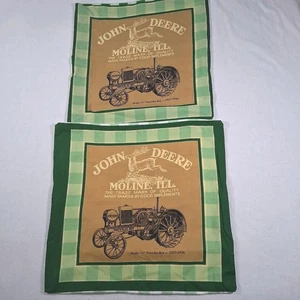 JOHN DEERE
MOLINE, ILL.
THE TRADE MARK OF QUALITY
MADE FAMOUS BY GOOD IMPLEMENTS
JOHN DEERE
MOLINE, ILL.
THE TRADE MARK OF QUALITY
MADE FAMOUS BY GOOD IMPLEMENTS